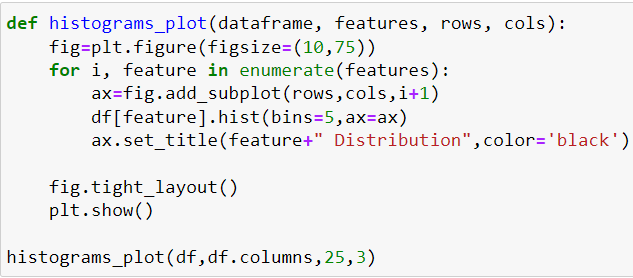 def histograms_plot(dataframe, features, rows, cols):
    fig=plt.figure(figsize=(10,75))
    for i, feature in enumerate(features):
        ax=fig.add_subplot(rows,cols,i+1)
        df[feature].hist(bins=5,ax=ax)
        ax.set_title(feature+" Distribution",color='black')
    fig.tight_layout()
    plt.show()
histograms_plot(df,df.columns,25,3)